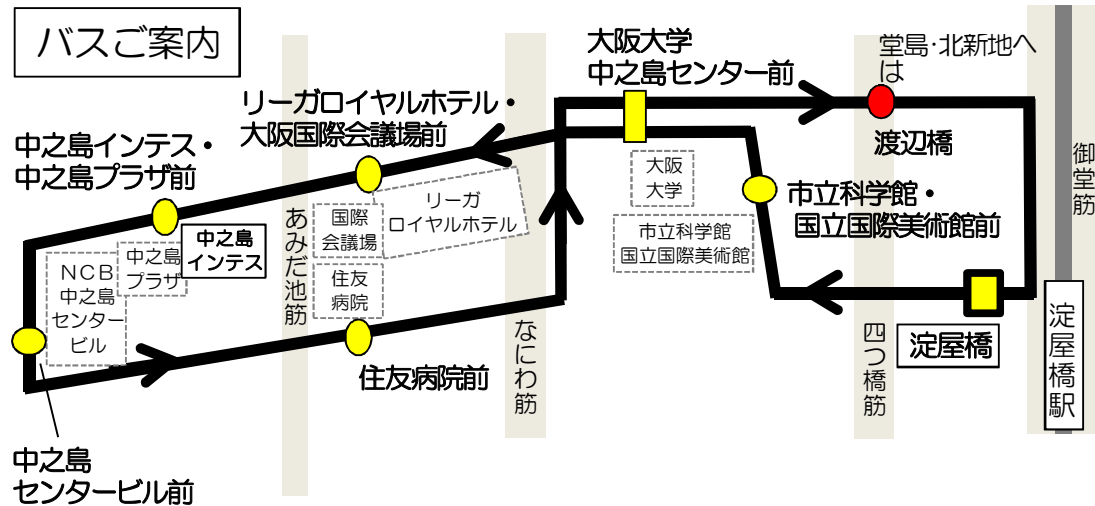 バスご案内
大阪大学
中之島センター前
堂島・北新地へ
は
リーガロイヤルホテル・
大阪国際会議場前
渡辺橋
中之島インテス・
中之島プラザ前
御堂筋
大阪
大学
市立科学館・
国立国際美術館前
リーガ
ロイヤルホテル
国際
会議場
あみだ池筋
中之島
インテス
市立科学館
国立国際美術館
中之島
プラザ
NCB
中之島
センター
ビル
住友
病院
なにわ筋
四つ橋筋
淀屋橋
淀屋橋駅
住友病院前
中之島
センタービル前